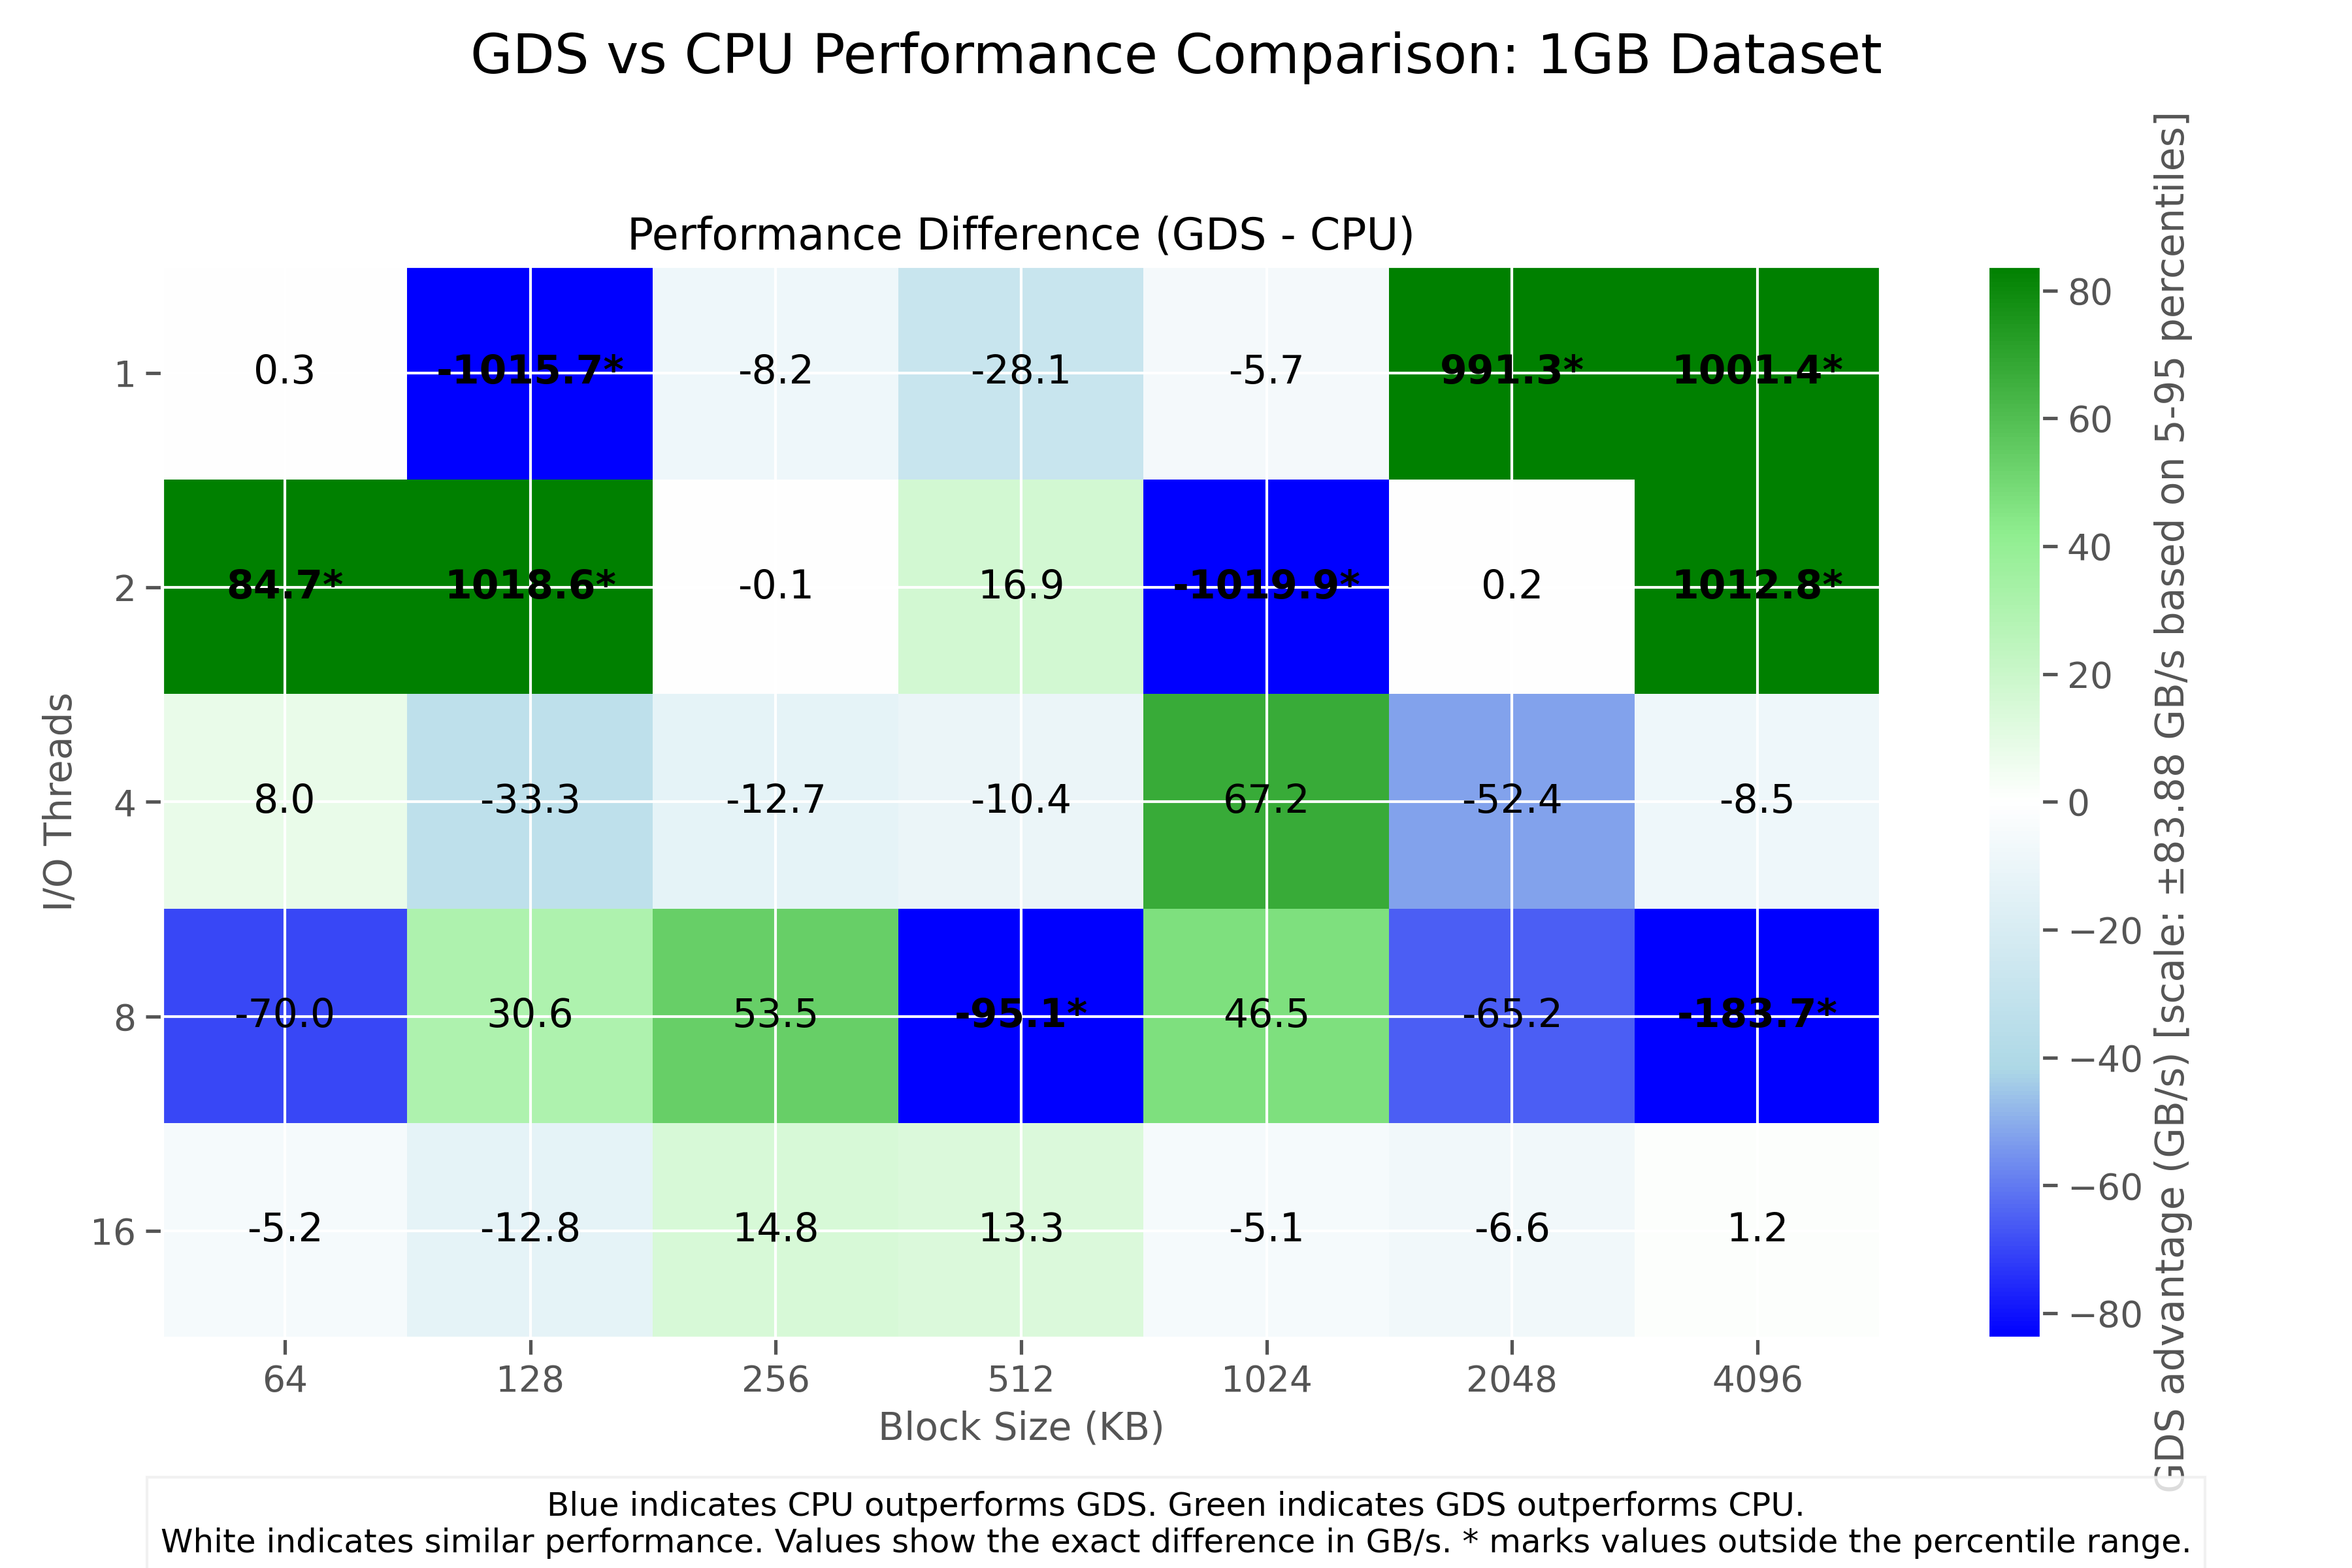 GDS vs CPU Performance Comparison: 1GB Dataset
Performance Difference (GDS - CPU)
1
0.3 -1015.7* -8.2 -28.1 -5.7 991.3* 1001.4*
2
84.7* 1018.6* -0.1 16.9 -1019.9* 0.2 1012.8*
4
8.0 -33.3 -12.7 -10.4 67.2 -52.4 -8.5
8
-70.0 30.6 53.5 -95.1* 46.5 -65.2 -183.7*
16
-5.2 -12.8 14.8 13.3 -5.1 -6.6 1.2
I/O Threads
64 128 256 512 1024 2048 4096
Block Size (KB)
80
60
40
20
0
−20
−40
−60
−80
GDS advantage (GB/s) [scale: ±83.88 GB/s based on 5-95 percentiles]
Blue indicates CPU outperforms GDS. Green indicates GDS outperforms CPU.
White indicates similar performance. Values show the exact difference in GB/s. * marks values outside the percentile range.